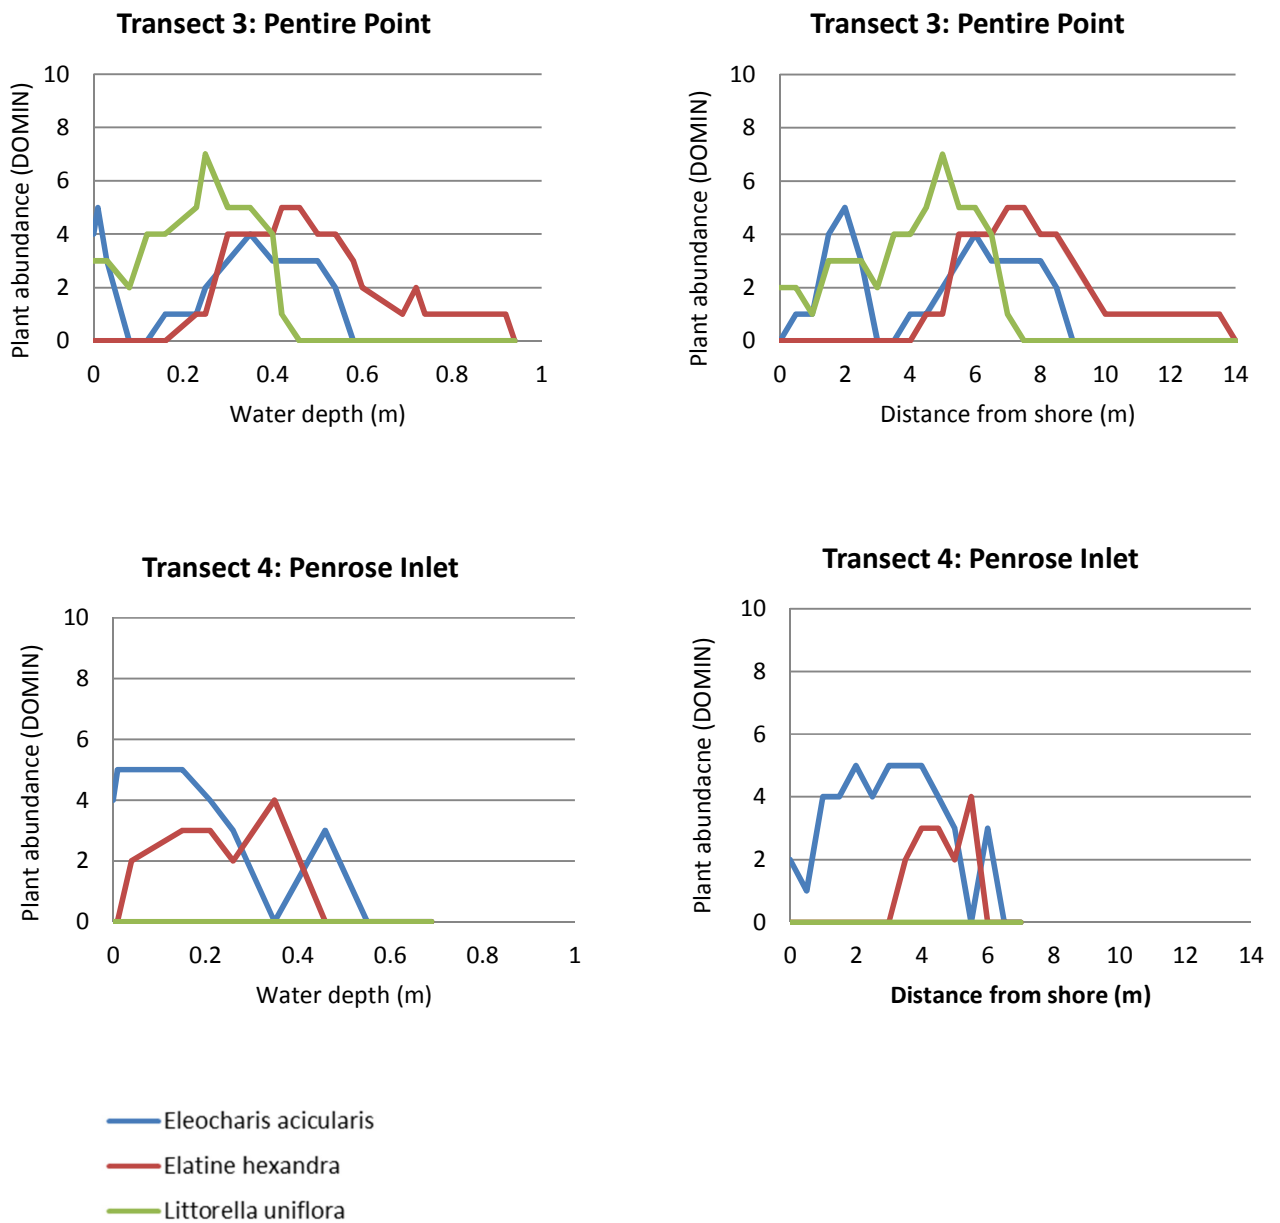 Transect 3: Pentire Point
Plant abundance (DOMIN)
10
8
6
4
2
0
0 0.2 0.4 0.6 0.8 1
Water depth (m)
Transect 3: Pentire Point
Plant abundance (DOMIN)
10
8
6
4
2
0
0 2 4 6 8 10 12 14
Distance from shore (m)
Transect 4: Penrose Inlet
Plant abundance (DOMIN)
10
8
6
4
2
0
0 0.2 0.4 0.6 0.8 1
Water depth (m)
Transect 4: Penrose Inlet
Plant abundacne (DOMIN)
10
8
6
4
2
0
0 2 4 6 8 10 12 14
Distance from shore (m)
Eleocharis acicularis
Elatine hexandra
Littorella uniflora